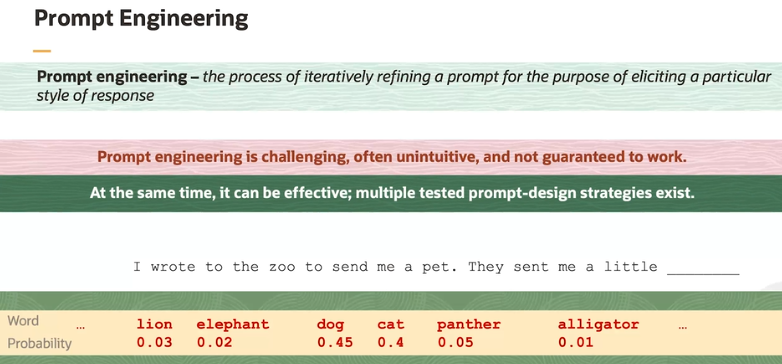 Prompt Engineering
Prompt engineering – the process of iteratively refining a prompt for the purpose of eliciting a particular
style of response
Prompt engineering is challenging, often unintuitive, and not guaranteed to work.
At the same time, it can be effective; multiple tested prompt-design strategies exist.
I wrote to the zoo to send me a pet. They sent me a little ________
Word ... lion elephant dog cat panther alligator ...
Probability 0.03 0.02 0.45 0.4 0.05 0.01